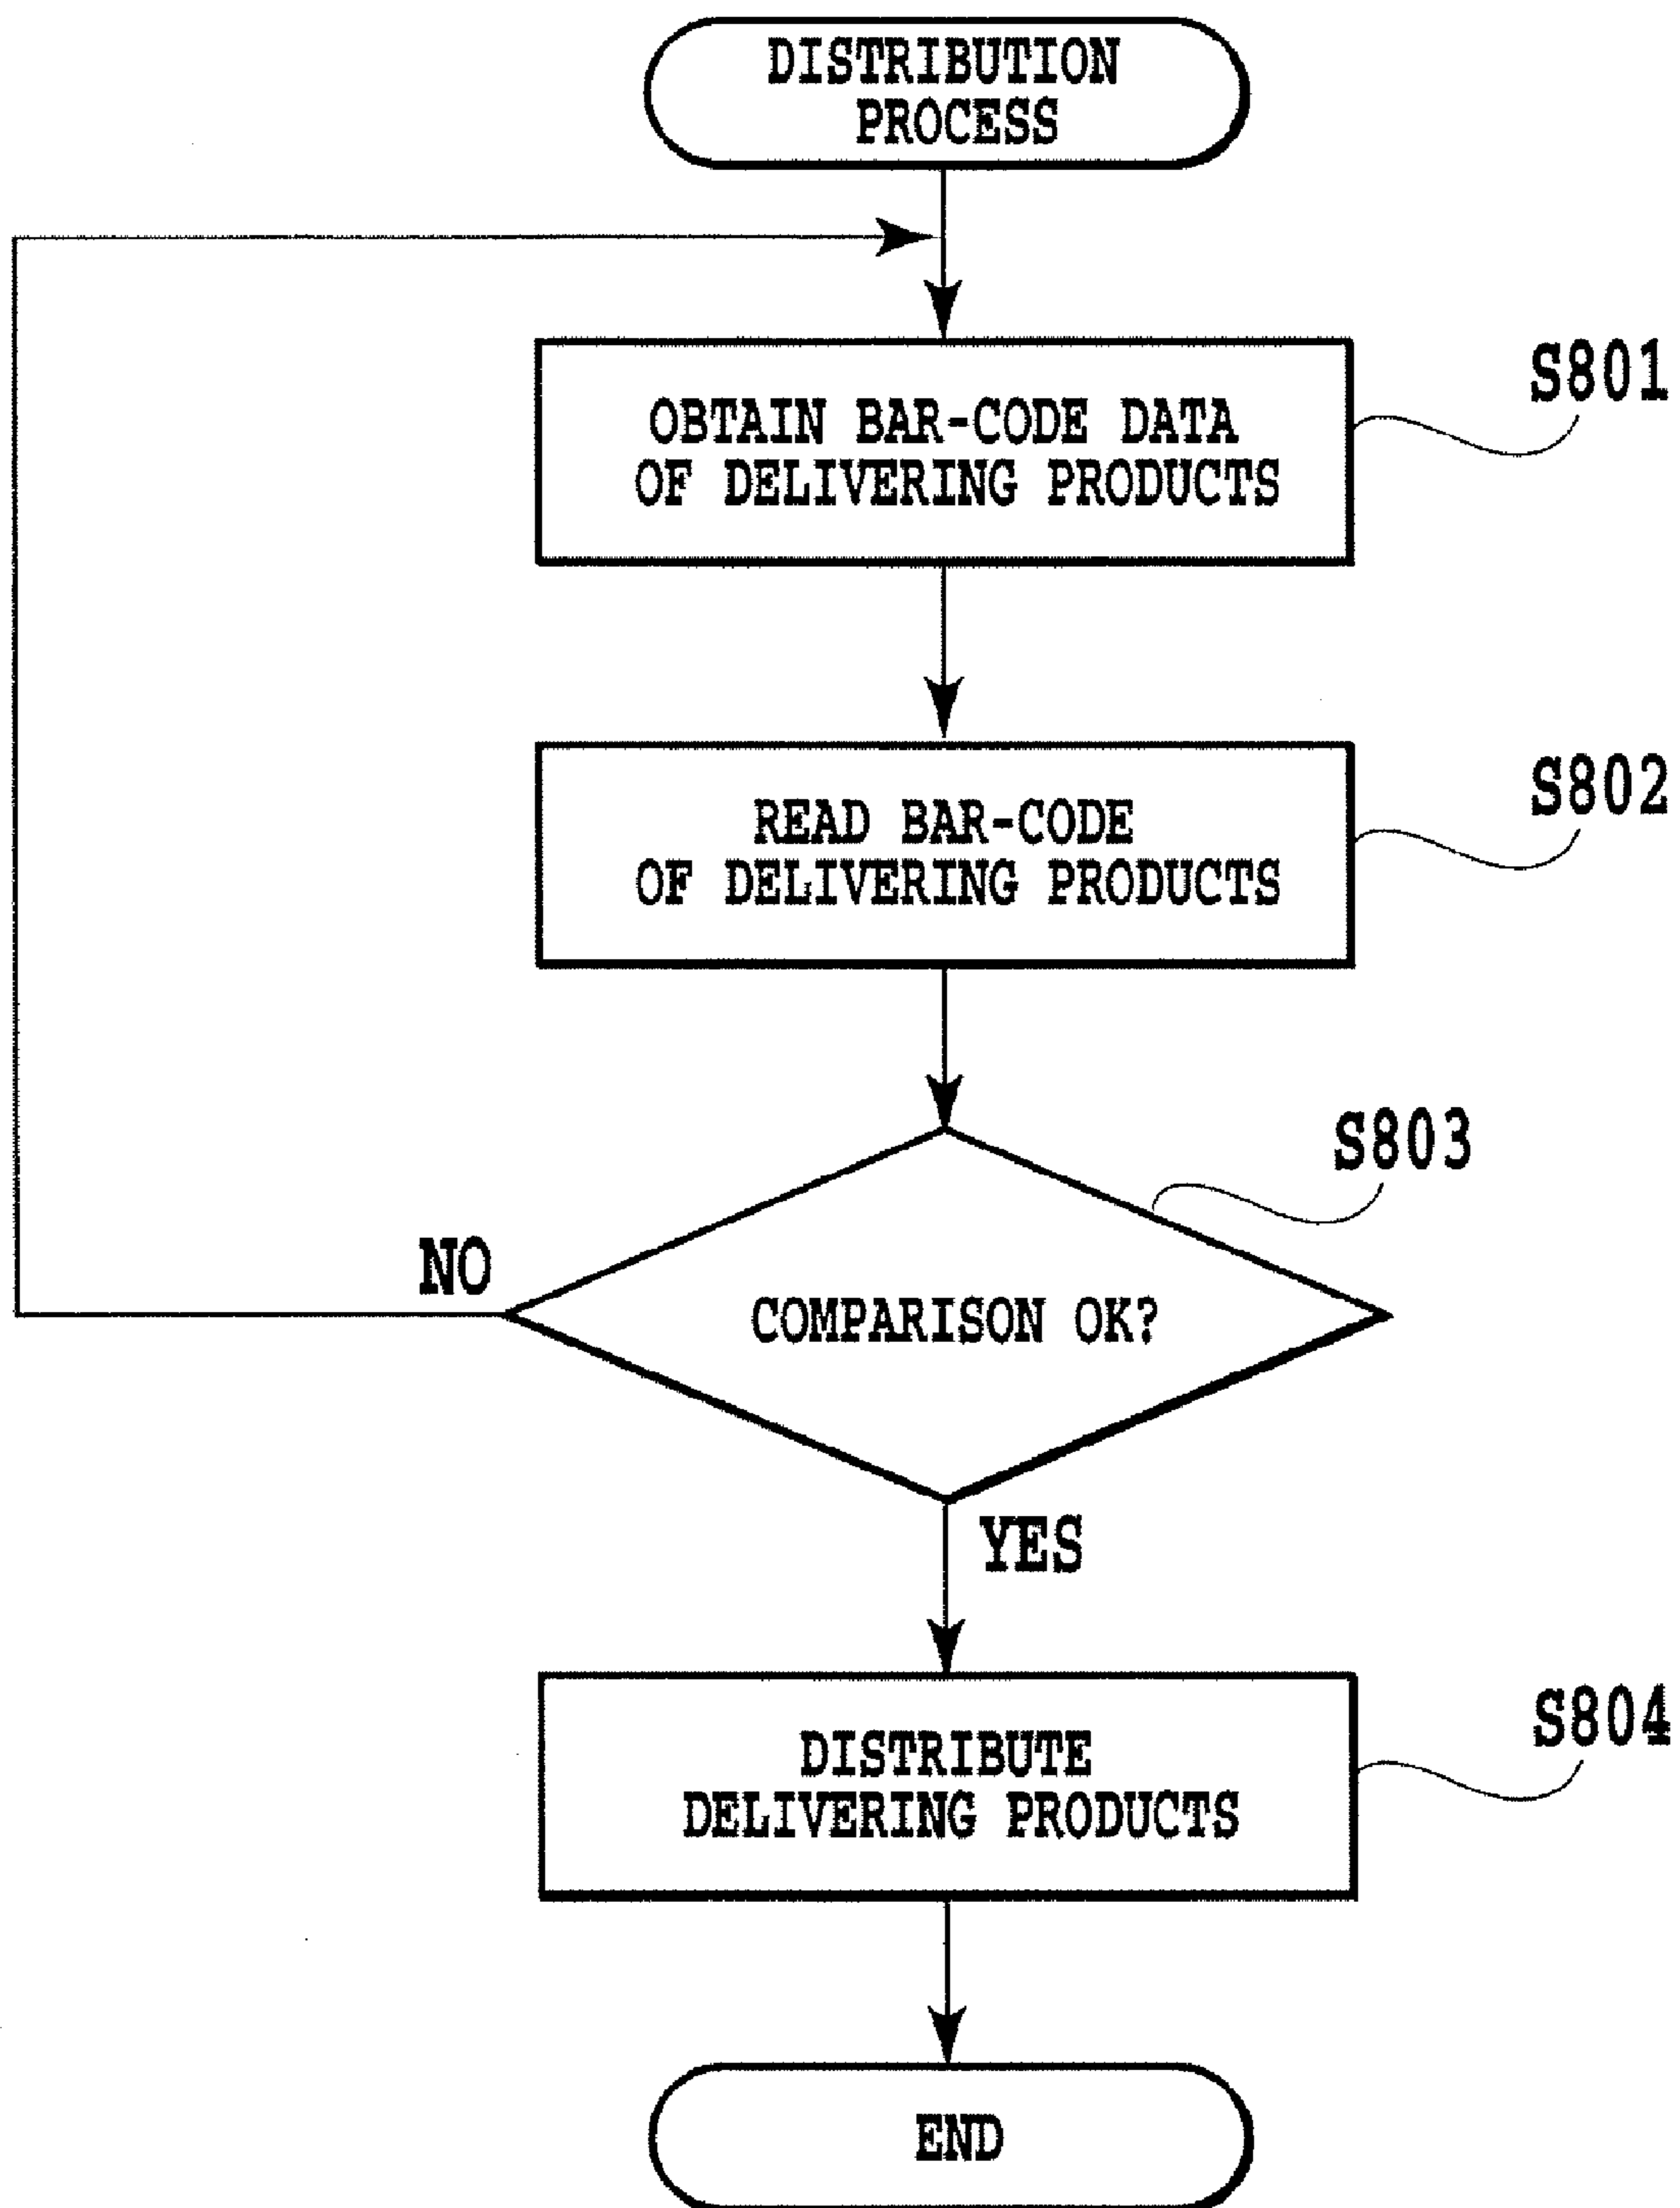 DISTRIBUTION
PROCESS
S801
OBTAIN BAR-CODE DATA
OF DELIVERING PRODUCTS
S802
READ BAR-CODE
OF DELIVERING PRODUCTS
S803
NO
COMPARISON OK?
YES
S804
DISTRIBUTE
DELIVERING PRODUCTS
END